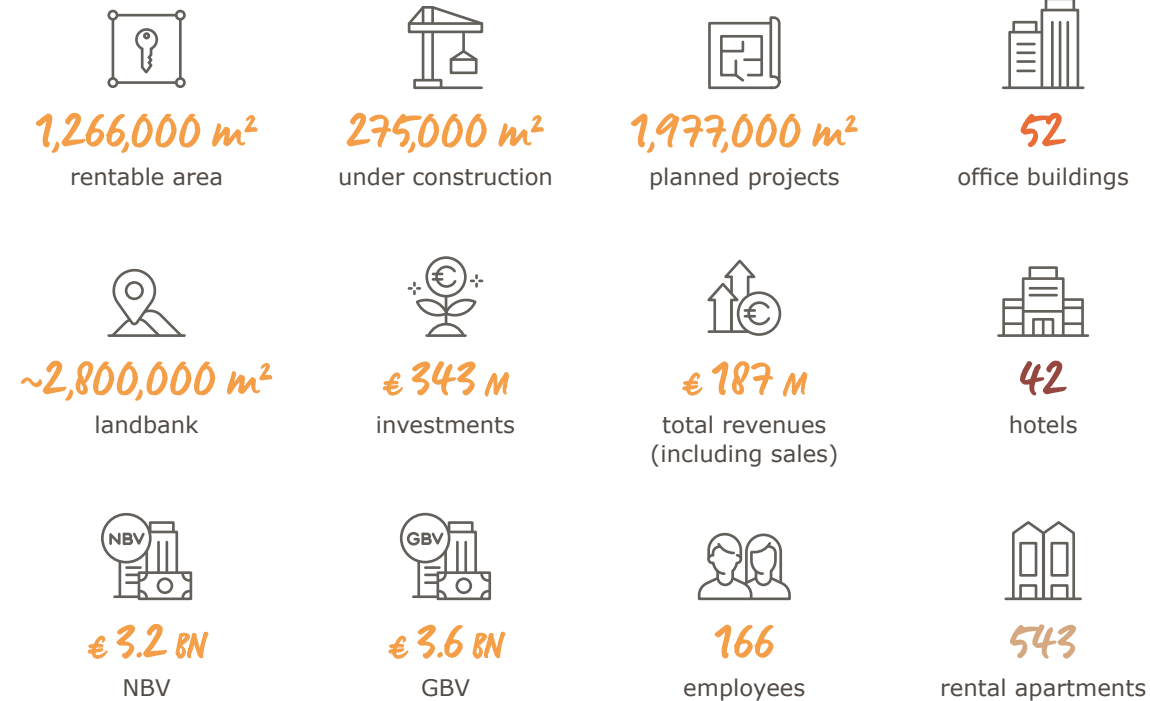 1,266,000 m²
rentable area
275,000 m²
under construction
1,977,000 m²
planned projects
52
office buildings
~2,800,000 m²
landbank
€ 343 M
investments
€ 187 M
total revenues
(including sales)
42
hotels
NBV
€ 3.2 BN
NBV
GBV
€ 3.6 BN
GBV
166
employees
543
rental apartments